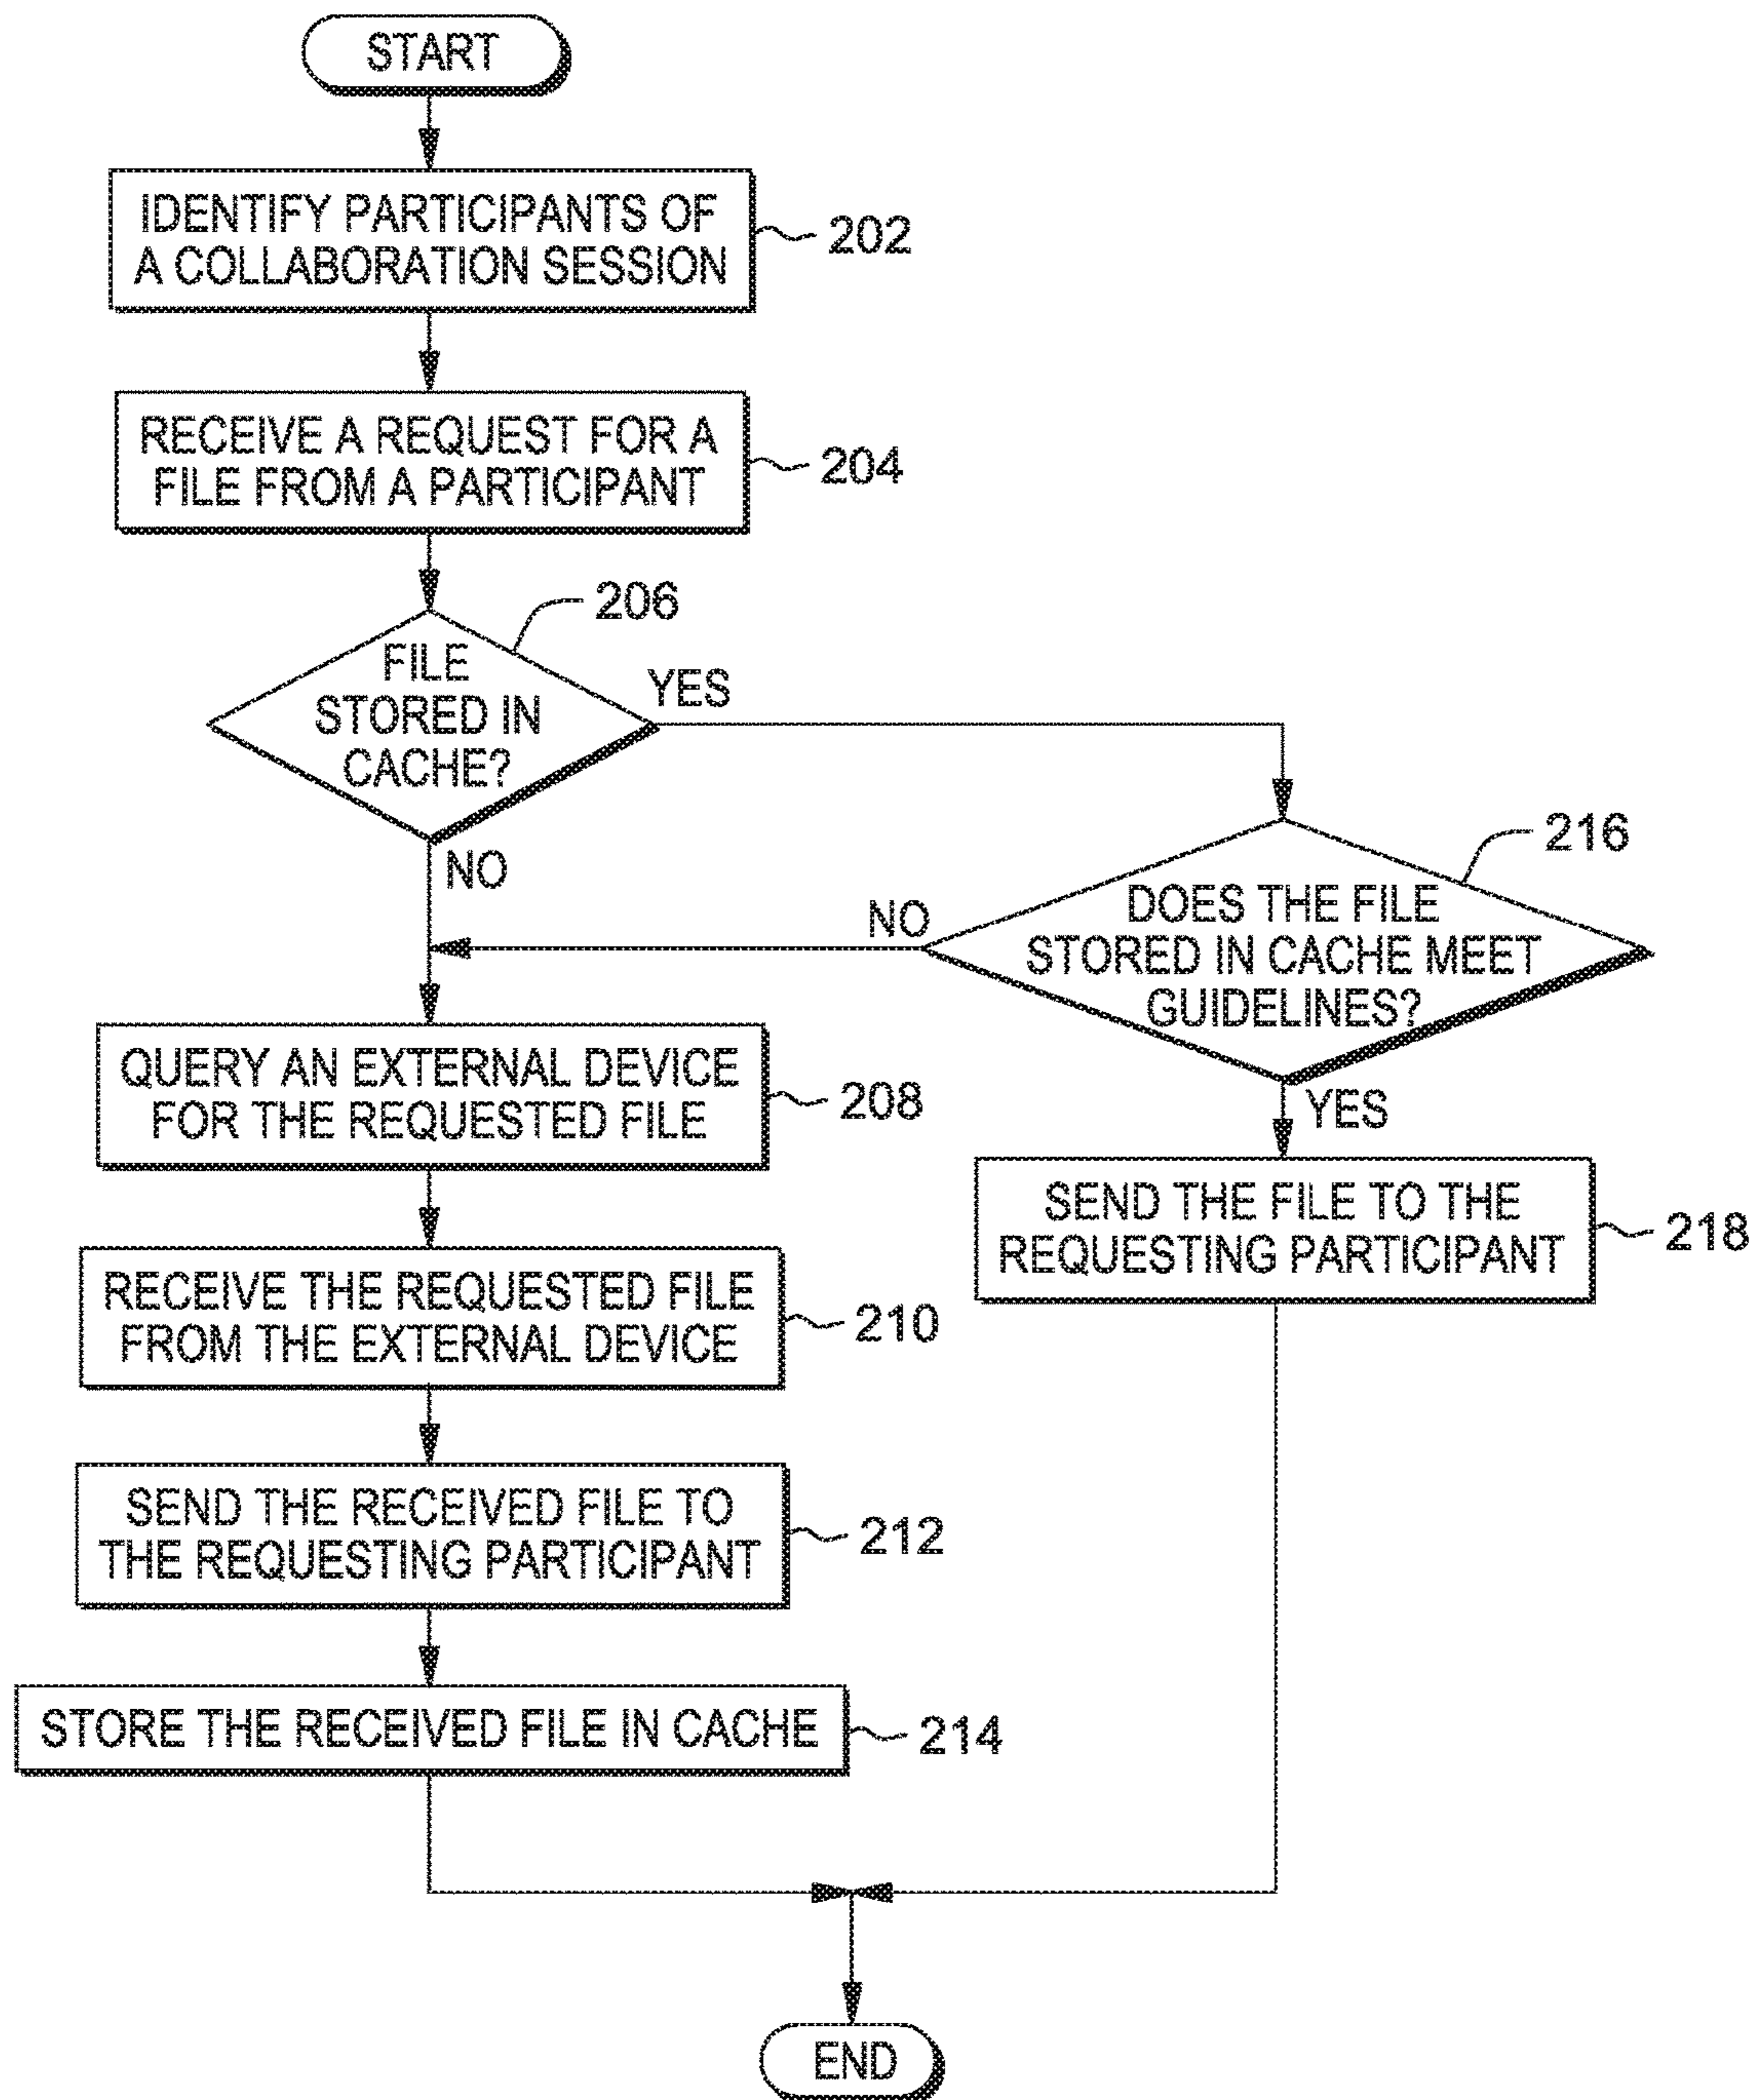 START
IDENTIFY PARTICIPANTS OF
A COLLABORATION SESSION
202
RECEIVE A REQUEST FOR A
FILE FROM A PARTICIPANT
204
206
FILE
STORED IN
CACHE?
YES
NO
216
DOES THE FILE
STORED IN CACHE MEET
GUIDELINES?
NO
YES
QUERY AN EXTERNAL DEVICE
FOR THE REQUESTED FILE
208
SEND THE FILE TO THE
REQUESTING PARTICIPANT
218
RECEIVE THE REQUESTED FILE
FROM THE EXTERNAL DEVICE
210
SEND THE RECEIVED FILE TO
THE REQUESTING PARTICIPANT
212
STORE THE RECEIVED FILE IN CACHE
214
END